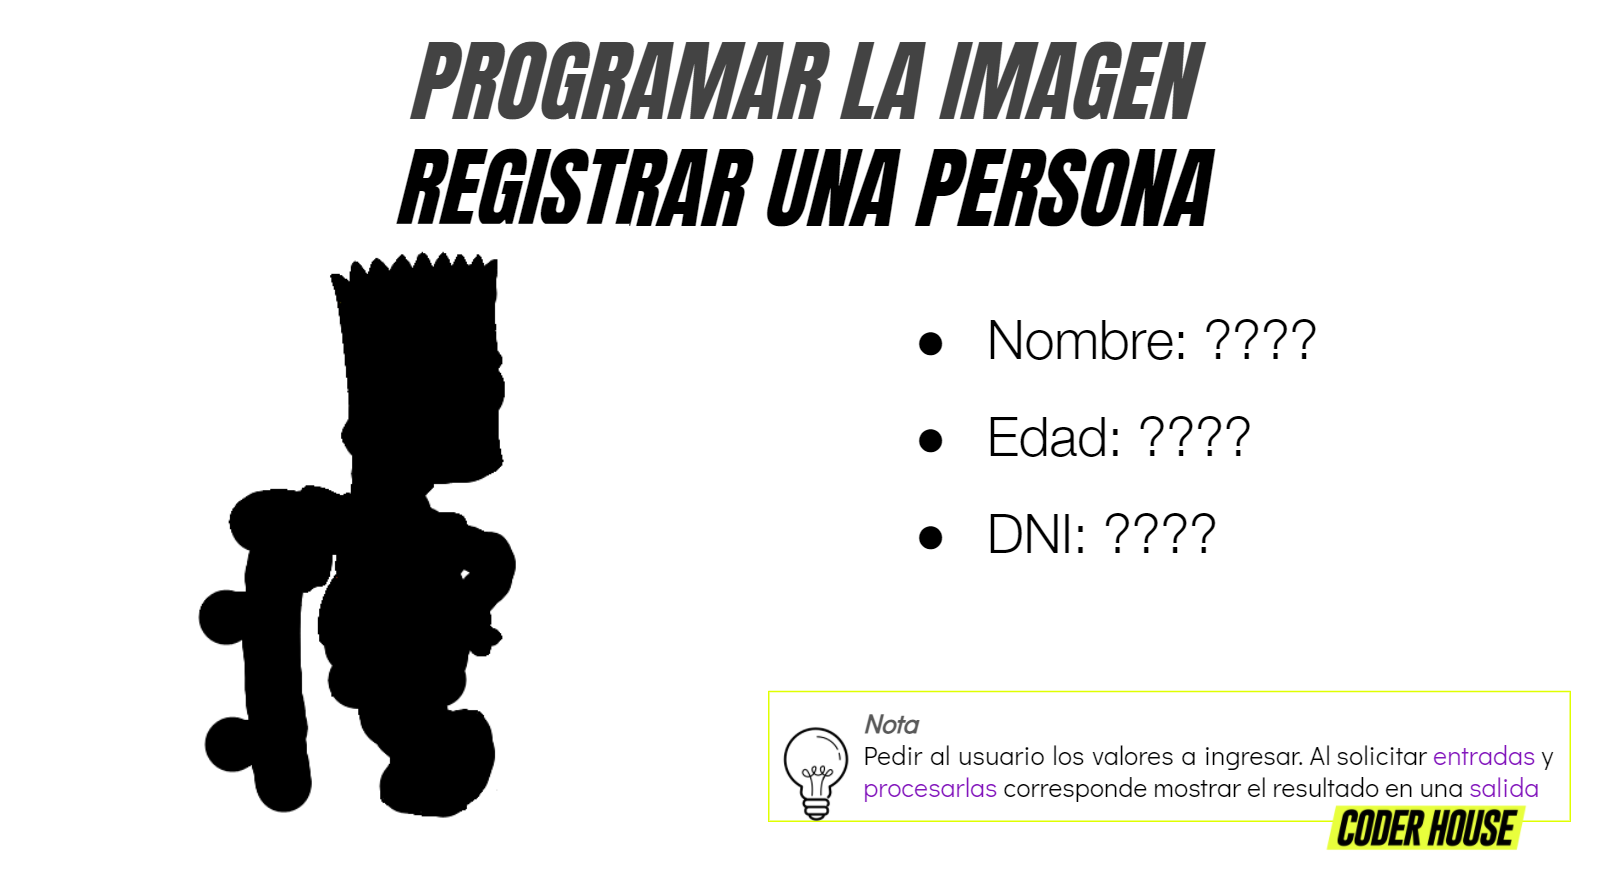 PROGRAMAR LA IMAGEN
REGISTRAR UNA PERSONA
● Nombre: ????
● Edad: ????
● DNI: ????
Nota
Pedir al usuario los valores a ingresar. Al solicitar entradas y
procesarlas corresponde mostrar el resultado en una salida
CODER HOUSE